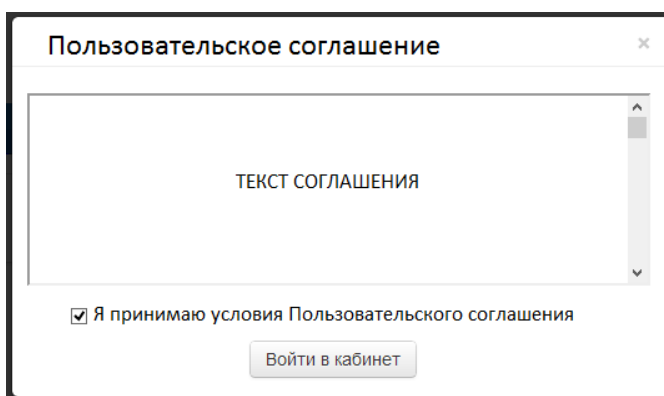 Пользовательское соглашение
×
ТЕКСТ СОГЛАШЕНИЯ
Я принимаю условия Пользовательского соглашения
Войти в кабинет